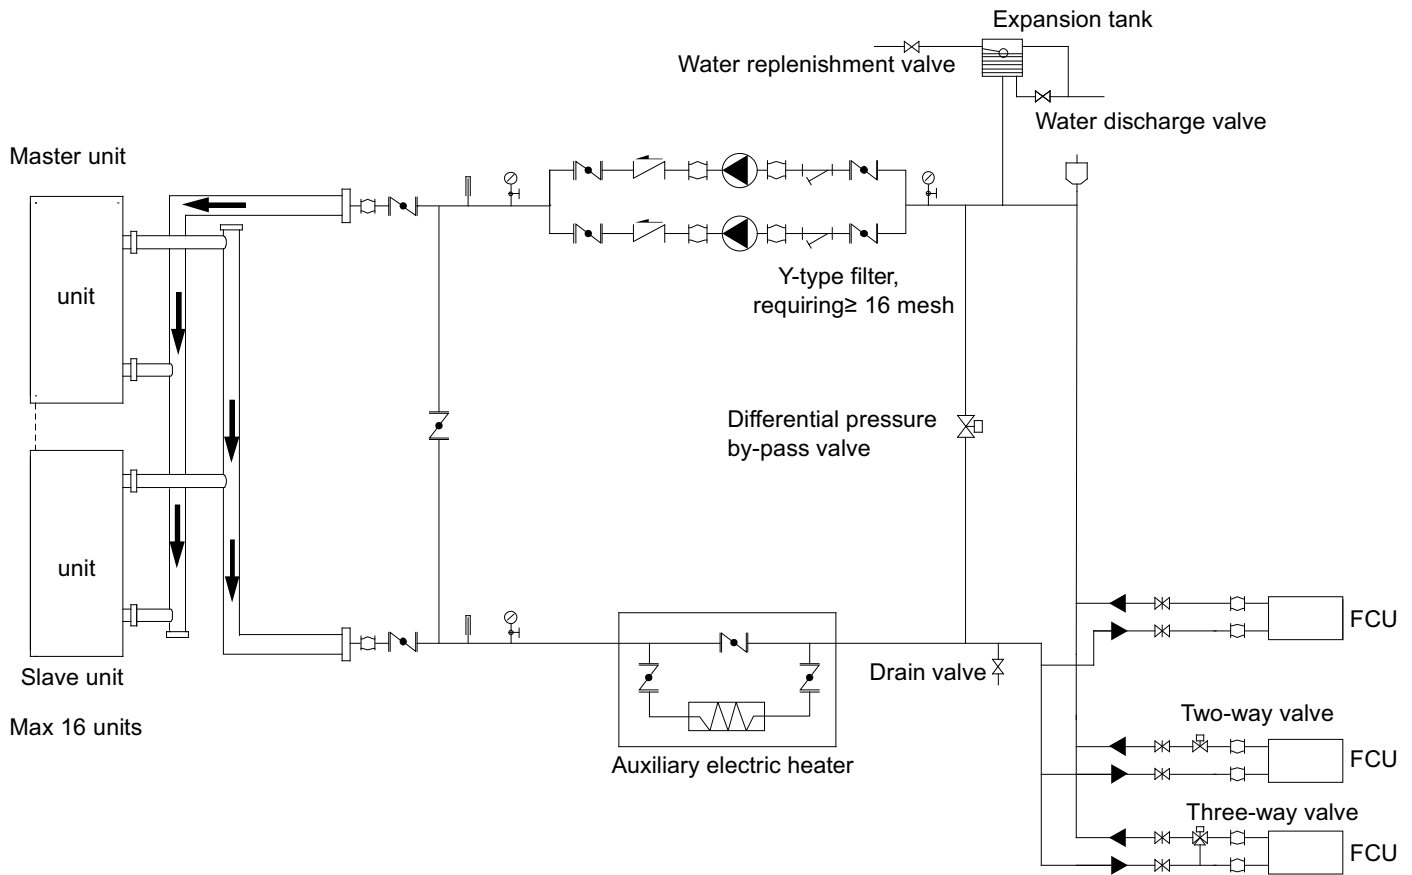 Expansion tank
Water replenishment valve
Water discharge valve
Master unit
unit
Y-type filter,
requiring≥ 16 mesh
Differential pressure
by-pass valve
unit
Slave unit
Max 16 units
Drain valve
Auxiliary electric heater
FCU
Two-way valve
FCU
Three-way valve
FCU